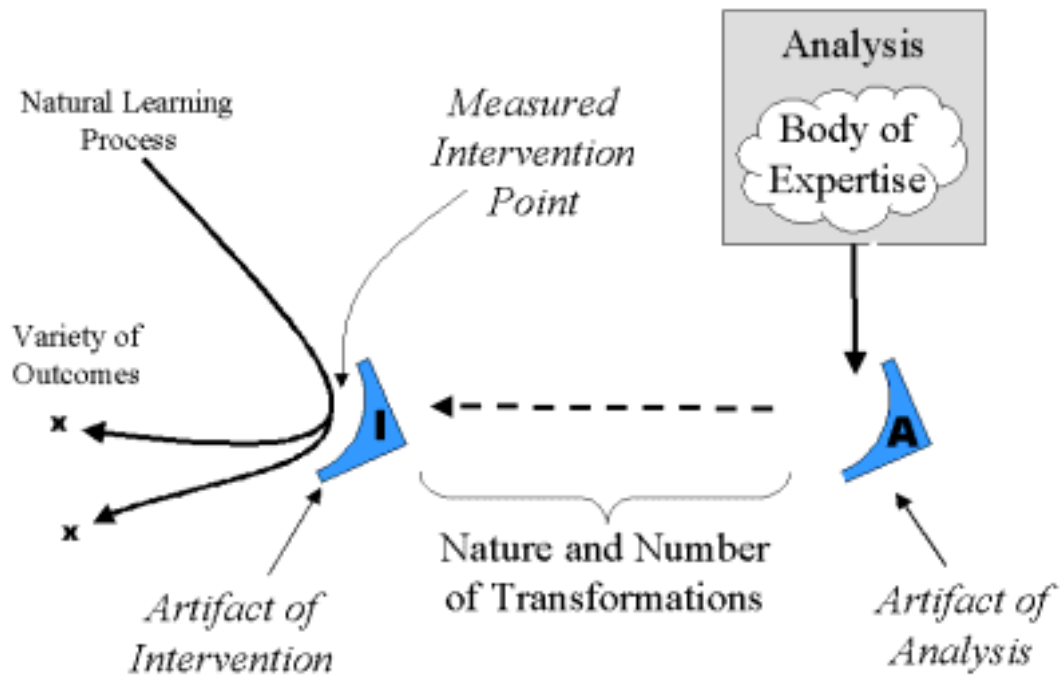 Analysis
Body of
Expertise
Natural Learning
Process
Measured
Intervention
Point
Variety of
Outcomes
x
x
I
A
Nature and Number
of Transformations
Artifact of
Intervention
Artifact of
Analysis